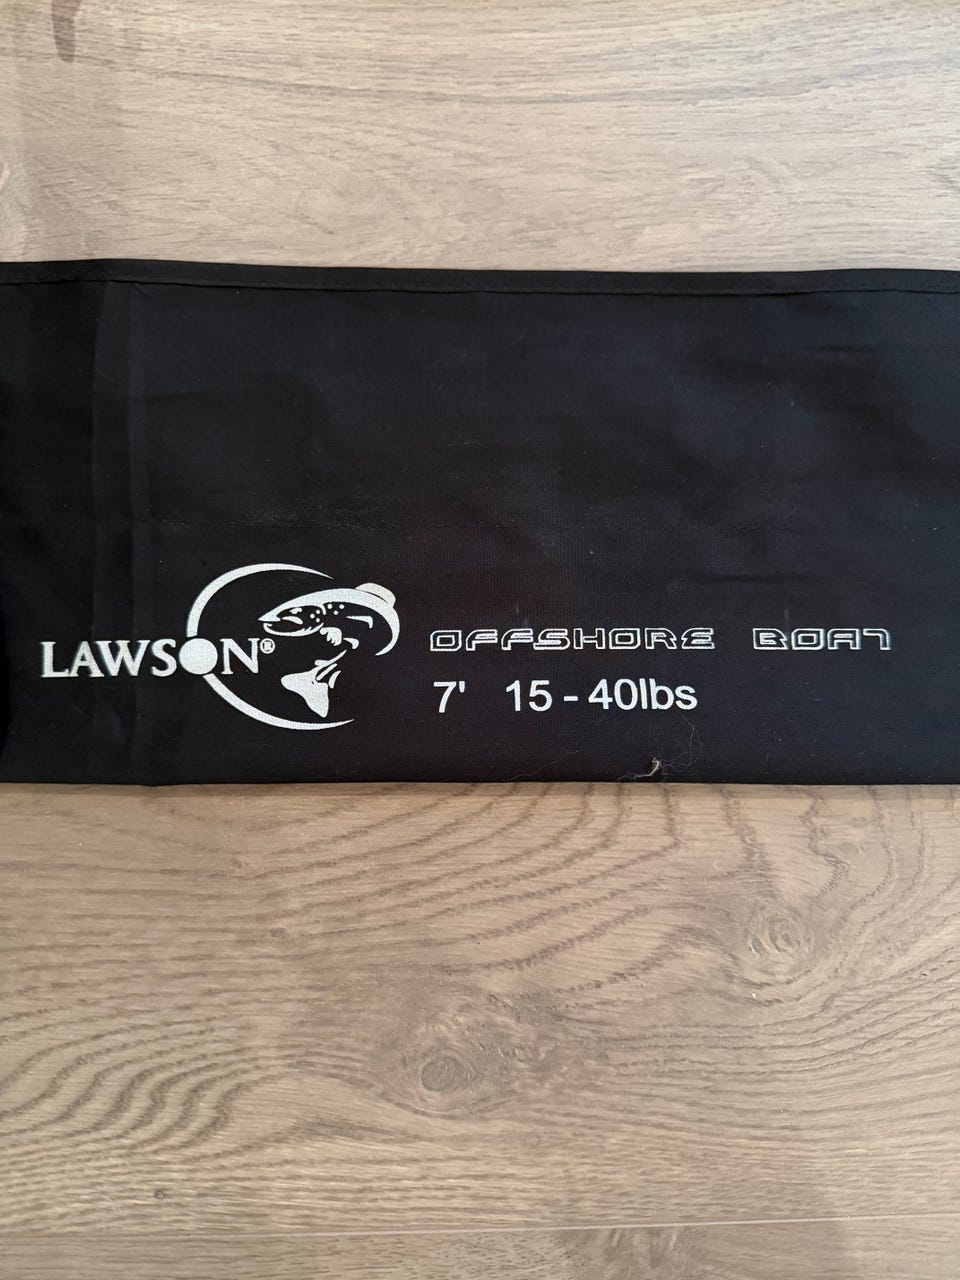 LAWSON® OFFSHORE BOAT
7' 15 - 40lbs